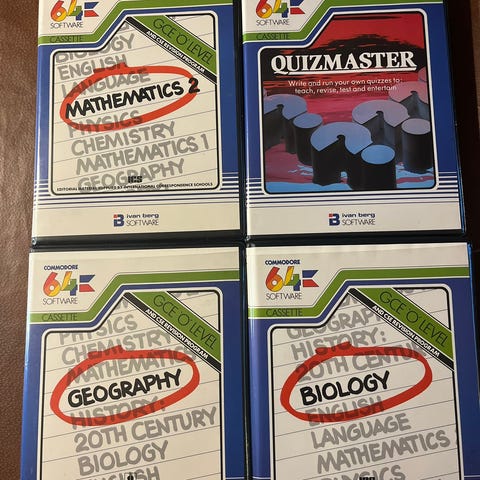 64
SOFTWARE
CASSETTE
GCE O'LEVEL
AND CSE REVISION PROGRAM
BIOLOGY
ENGLISH
LANGUAGE
MATHEMATICS 2
PHYSICS
CHEMISTRY
MATHEMATICS 1
GEOGRAPHY
ICS
EDITORIAL MATERIAL SUPPLIED BY INTERNATIONAL CORRESPONDENCE SCHOOLS
ivan berg
SOFTWARE
64
SOFTWARE
CASSETTE
QUIZMASTER
Write and run your own quizzes to:
teach, revise, test and entertain
ivan berg
SOFTWARE
COMMODORE
64
SOFTWARE
CASSETTE
GCE O'LEVEL
AND CSE REVISION PROGRAM
PHYSICS
CHEMISTRY
MATHEMATICS
GEOGRAPHY
HISTORY:
20TH CENTURY
BIOLOGY
ENGLISH
COMMODORE
64
SOFTWARE
CASSETTE
GCE O'LEVEL
AND CSE REVISION PROGRAM
GEOGRAPHY
HISTORY:
20TH CENTURY
BIOLOGY
ENGLISH
LANGUAGE
MATHEMATICS
PHYSICS